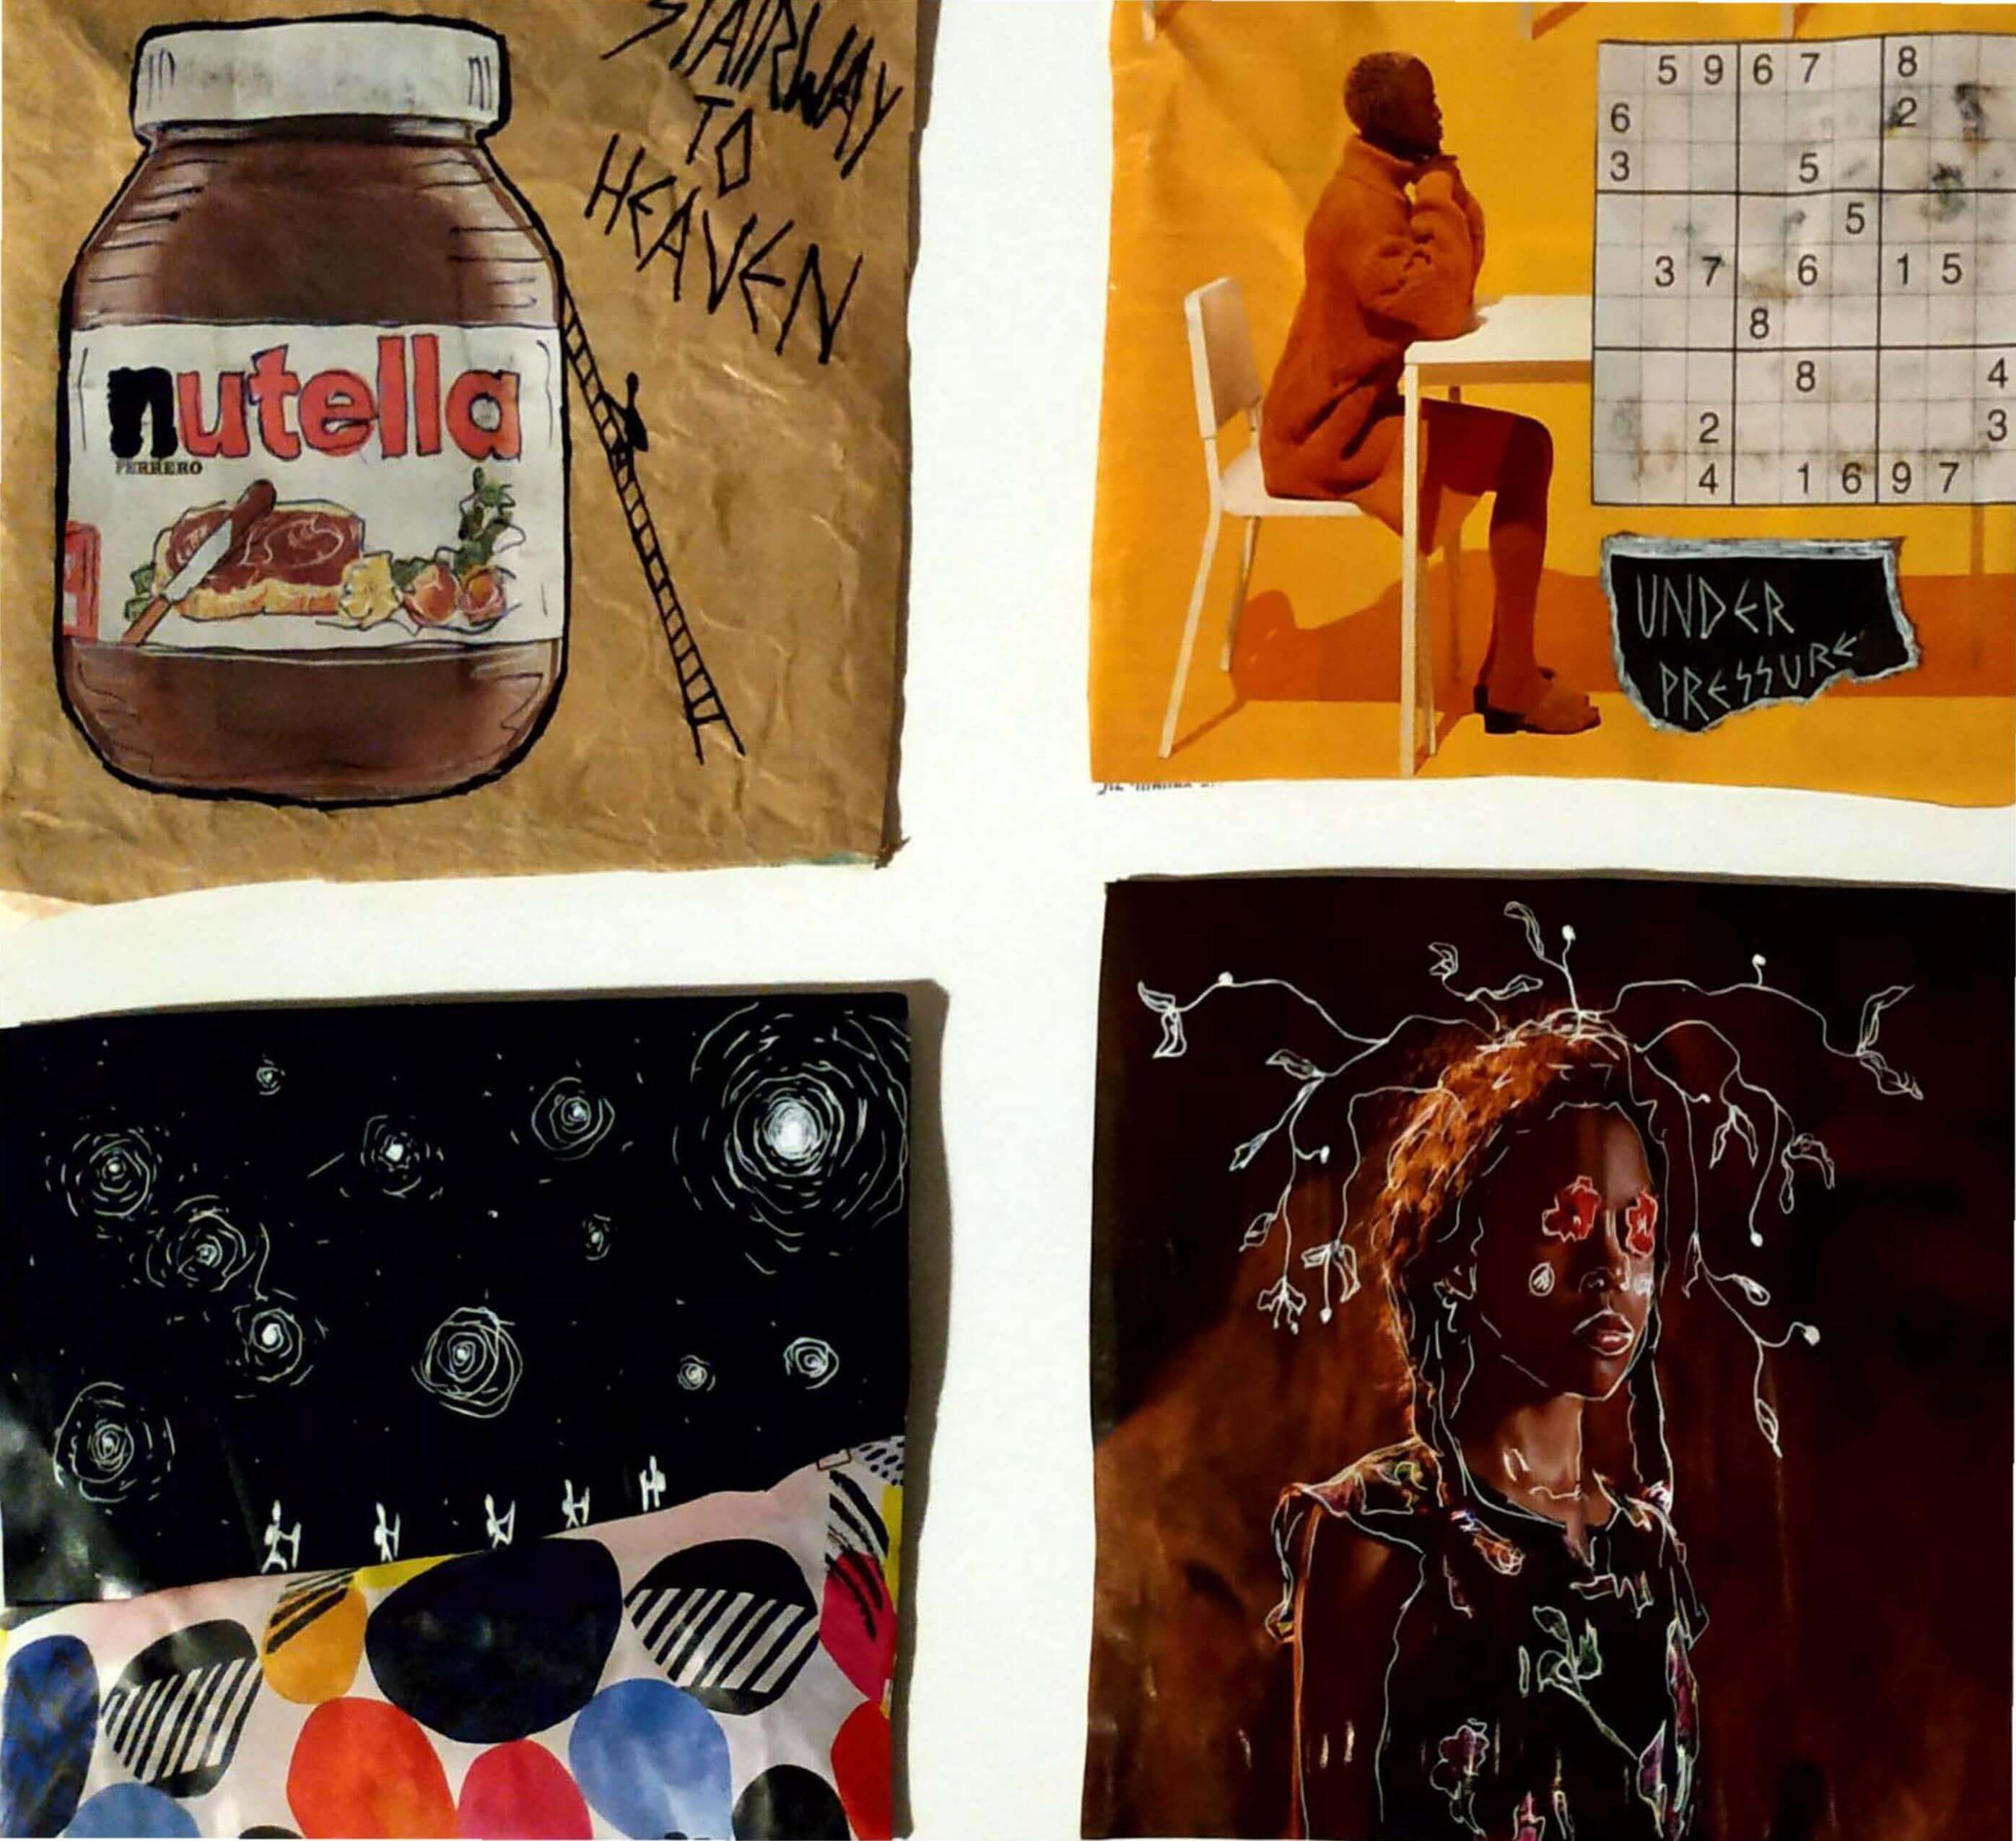 STAIRWAY
TO
HEAVEN
nutella
FERRERO
5 9 6 7 8
6 2
3 5
5
3 7 6 1 5
8
8 4
2 3
4 1 6 9 7
UNDER
PRESSURE